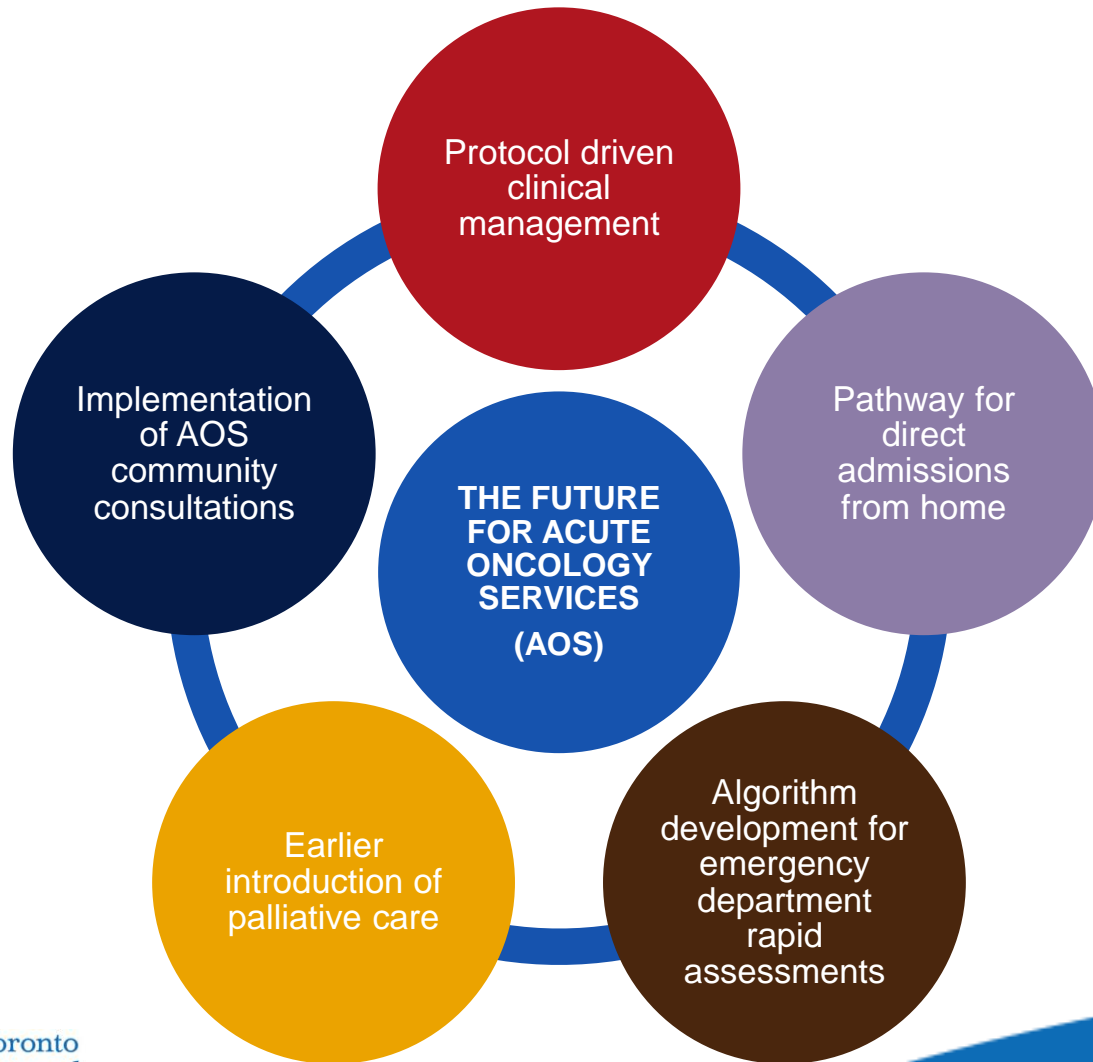 Protocol driven
clinical
management
Pathway for
direct
admissions
from home
Algorithm
development for
emergency
department
rapid
assessments
Earlier
introduction of
palliative care
Implementation
of AOS
community
consultations
THE FUTURE
FOR ACUTE
ONCOLOGY
SERVICES
(AOS)